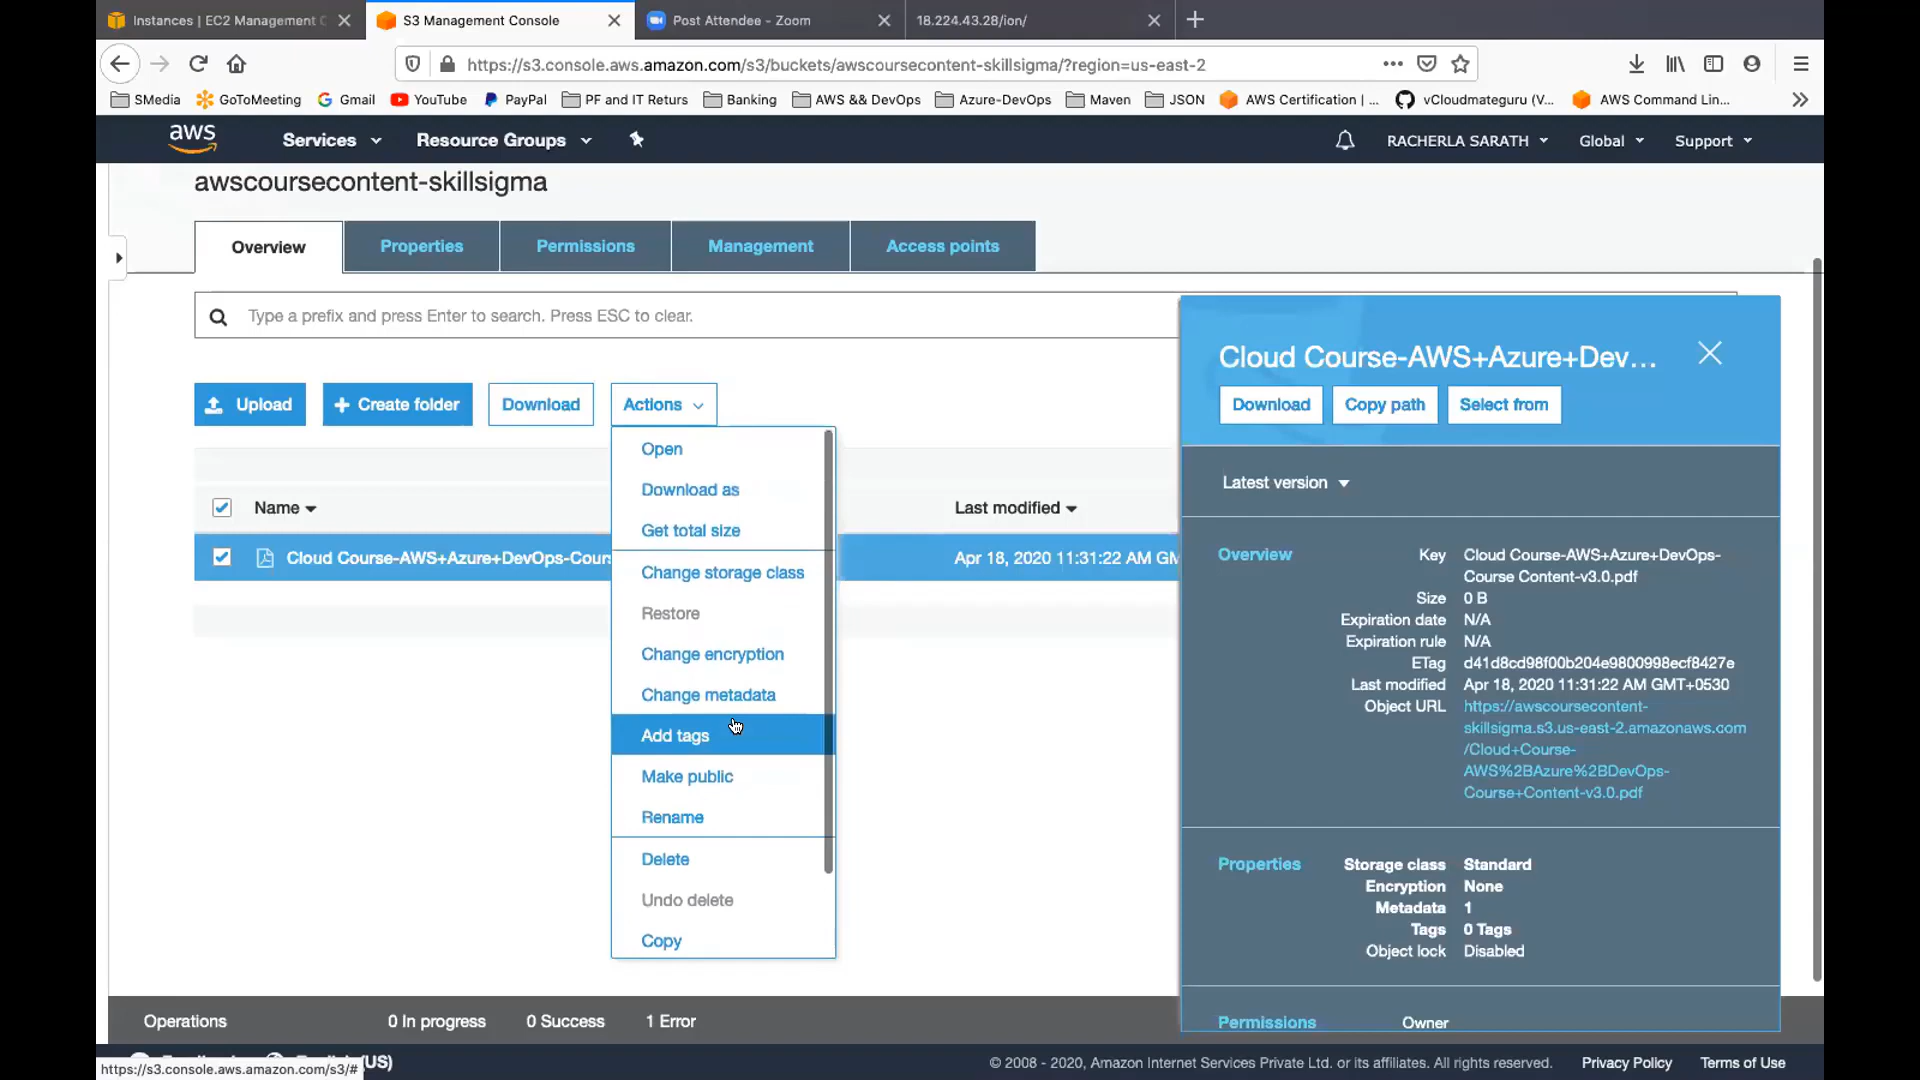 Instances | EC2 Management C
S3 Management Console
Post Attendee - Zoom
18.224.43.28/ion/
https://s3.console.aws.amazon.com/s3/buckets/awscoursecontent-skillsigma/?region=us-east-2
SMedia
GoToMeeting
Gmail
YouTube
PayPal
PF and IT Returs
Banking
AWS && DevOps
Azure-DevOps
Maven
JSON
AWS Certification | ...
vCloudmateguru (V...
AWS Command Lin...
aws
Services
Resource Groups
RACHERLA SARATH
Global
Support
awscoursecontent-skillsigma
Overview
Properties
Permissions
Management
Access points
Type a prefix and press Enter to search. Press ESC to clear.
Upload
+ Create folder
Download
Actions
Open
Download as
Get total size
Change storage class
Restore
Change encryption
Change metadata
Add tags
Make public
Rename
Delete
Undo delete
Copy
Name
Last modified
Cloud Course-AWS+Azure+DevOps-Cours
Apr 18, 2020 11:31:22 AM GM
Cloud Course-AWS+Azure+Dev...
Download
Copy path
Select from
Latest version
Overview
Key Cloud Course-AWS+Azure+DevOps-
Course Content-v3.0.pdf
Size 0 B
Expiration date N/A
Expiration rule N/A
ETag d41d8cd98f00b204e9800998ecf8427e
Last modified Apr 18, 2020 11:31:22 AM GMT+0530
Object URL https://awscoursecontent-
skillsigma.s3.us-east-2.amazonaws.com
/Cloud+Course-
AWS%2BAzure%2BDevOps-
Course+Content-v3.0.pdf
Properties
Storage class Standard
Encryption None
Metadata 1
Tags 0 Tags
Object lock Disabled
Permissions
Owner
Operations
0 In progress
0 Success
1 Error
(US)
© 2008 - 2020, Amazon Internet Services Private Ltd. or its affiliates. All rights reserved.
Privacy Policy
Terms of Use
https://s3.console.aws.amazon.com/s3/#